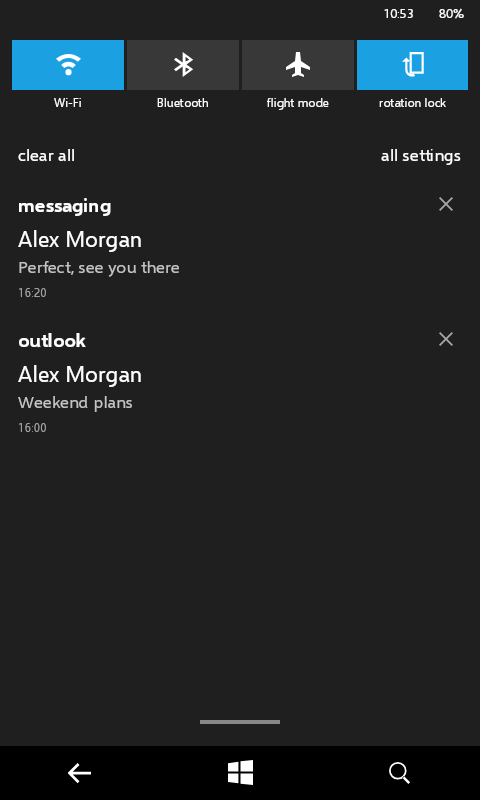 10:53 80%
Wi-Fi Bluetooth flight mode rotation lock
clear all all settings
messaging
Alex Morgan
Perfect, see you there
16:20
outlook
Alex Morgan
Weekend plans
16:00